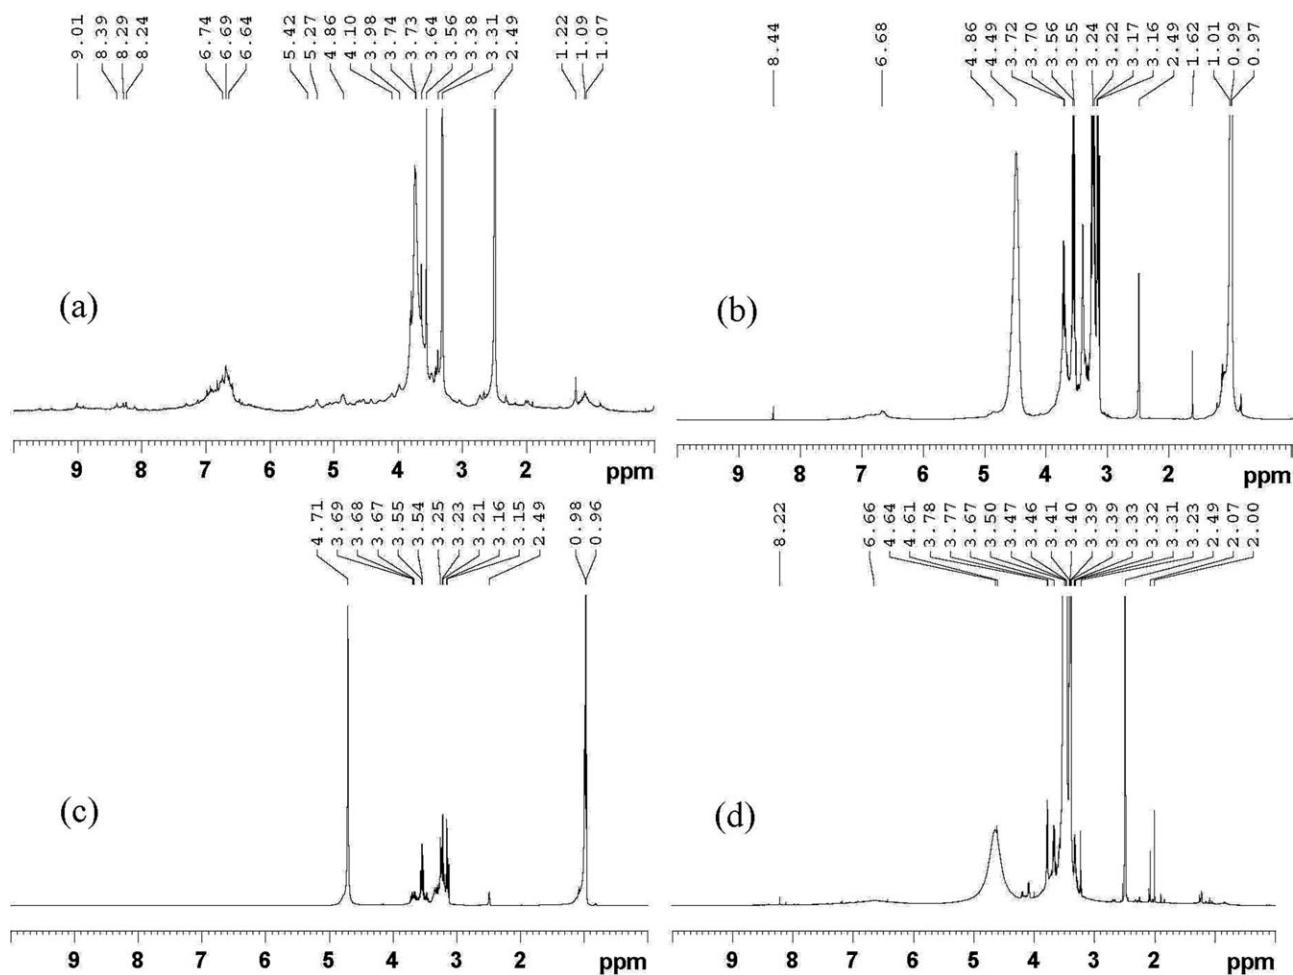 9.01 8.39 8.29 8.24 6.74 6.69 6.64 5.42 5.27 4.86 4.10 3.98 3.74 3.73 3.64 3.56 3.38 3.31 2.49 1.22 1.09 1.07
(a)
9 8 7 6 5 4 3 2 ppm
8.44 6.68 4.86 4.49 3.72 3.70 3.56 3.55 3.24 3.22 3.17 3.16 2.49 1.62 1.01 0.99 0.97
(b)
9 8 7 6 5 4 3 2 ppm
4.71 3.69 3.68 3.67 3.55 3.54 3.25 3.23 3.21 3.16 3.15 2.49 0.98 0.96
(c)
9 8 7 6 5 4 3 2 ppm
8.22 6.66 4.64 4.61 3.78 3.77 3.67 3.50 3.47 3.46 3.41 3.40 3.39 3.39 3.33 3.32 3.31 3.23 2.49 2.07 2.00
(d)
9 8 7 6 5 4 3 2 ppm